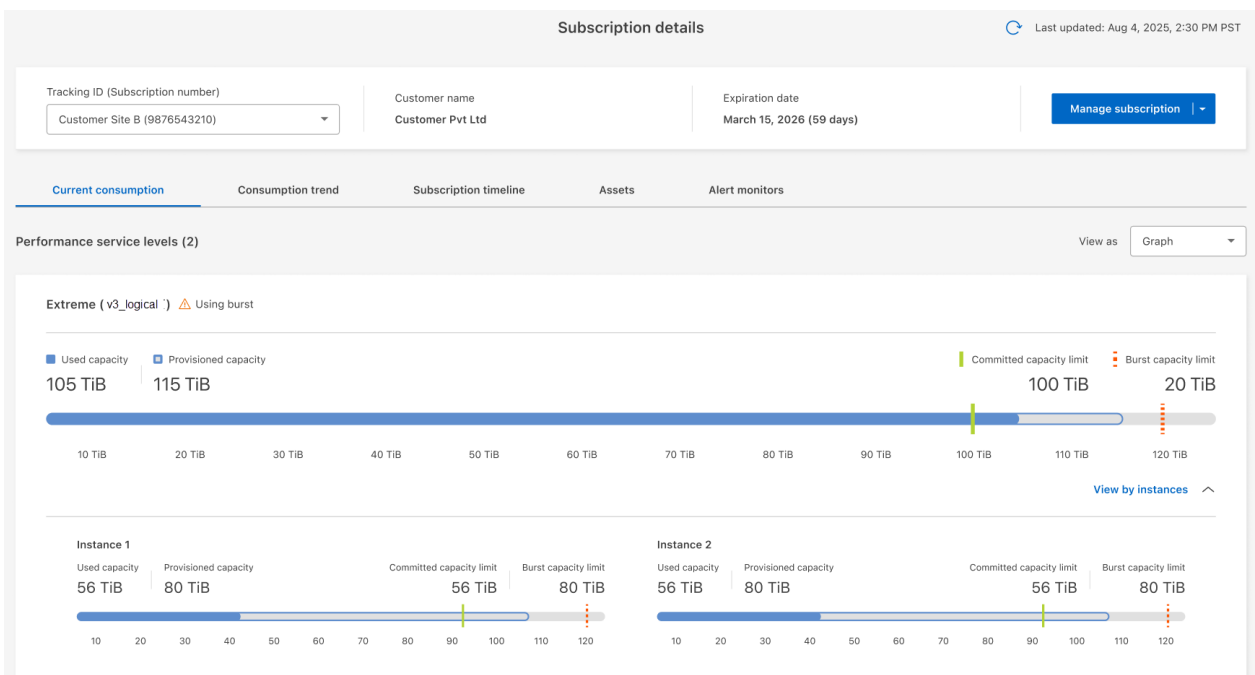 Subscription details
Last updated: Aug 4, 2025, 2:30 PM PST
Tracking ID (Subscription number)
Customer Site B (9876543210)
Customer name
Customer Pvt Ltd
Expiration date
March 15, 2026 (59 days)
Manage subscription
Current consumption
Consumption trend
Subscription timeline
Assets
Alert monitors
Performance service levels (2)
View as
Graph
Extreme ( v3_logical ) Using burst
Used capacity
105 TiB
Provisioned capacity
115 TiB
Committed capacity limit
100 TiB
Burst capacity limit
20 TiB
10 TiB 20 TiB 30 TiB 40 TiB 50 TiB 60 TiB 70 TiB 80 TiB 90 TiB 100 TiB 110 TiB 120 TiB
View by instances
Instance 1
Used capacity
56 TiB
Provisioned capacity
80 TiB
Committed capacity limit
56 TiB
Burst capacity limit
80 TiB
10 20 30 40 50 60 70 80 90 100 110 120
Instance 2
Used capacity
56 TiB
Provisioned capacity
80 TiB
Committed capacity limit
56 TiB
Burst capacity limit
80 TiB
10 20 30 40 50 60 70 80 90 100 110 120